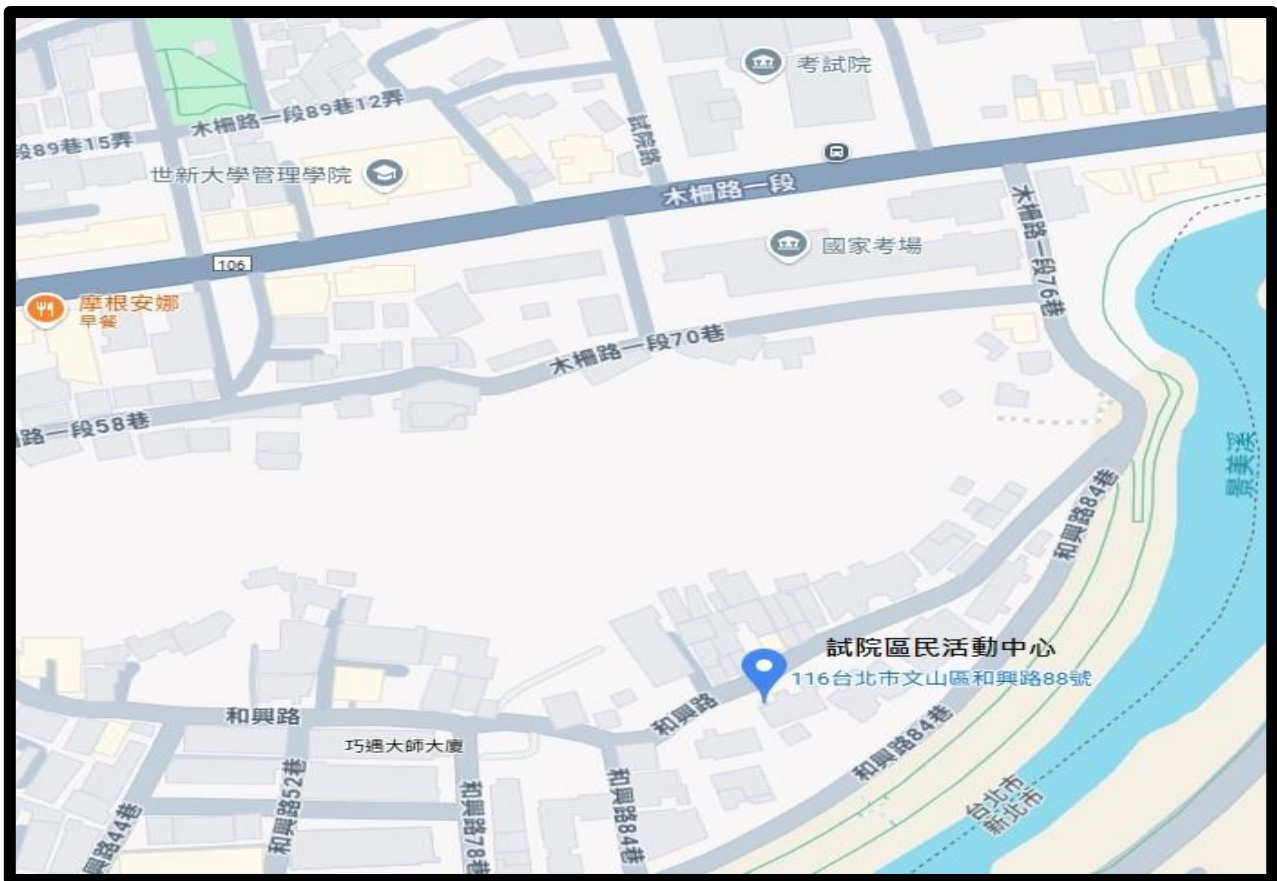 考試院
木柵路一段89巷12弄
段89巷15弄
試院路
世新大學管理學院
木柵路一段
木柵路一段76巷
國家考場
106
摩根安娜
早餐
木柵路一段70巷
路一段58巷
景美溪
和興路84巷
試院區民活動中心
116台北市文山區和興路88號
和興路
和興路
巧遇大師大廈
和興路84巷
和興路52巷
和興路78巷
和興路84巷
興路44巷
台北市
新北市